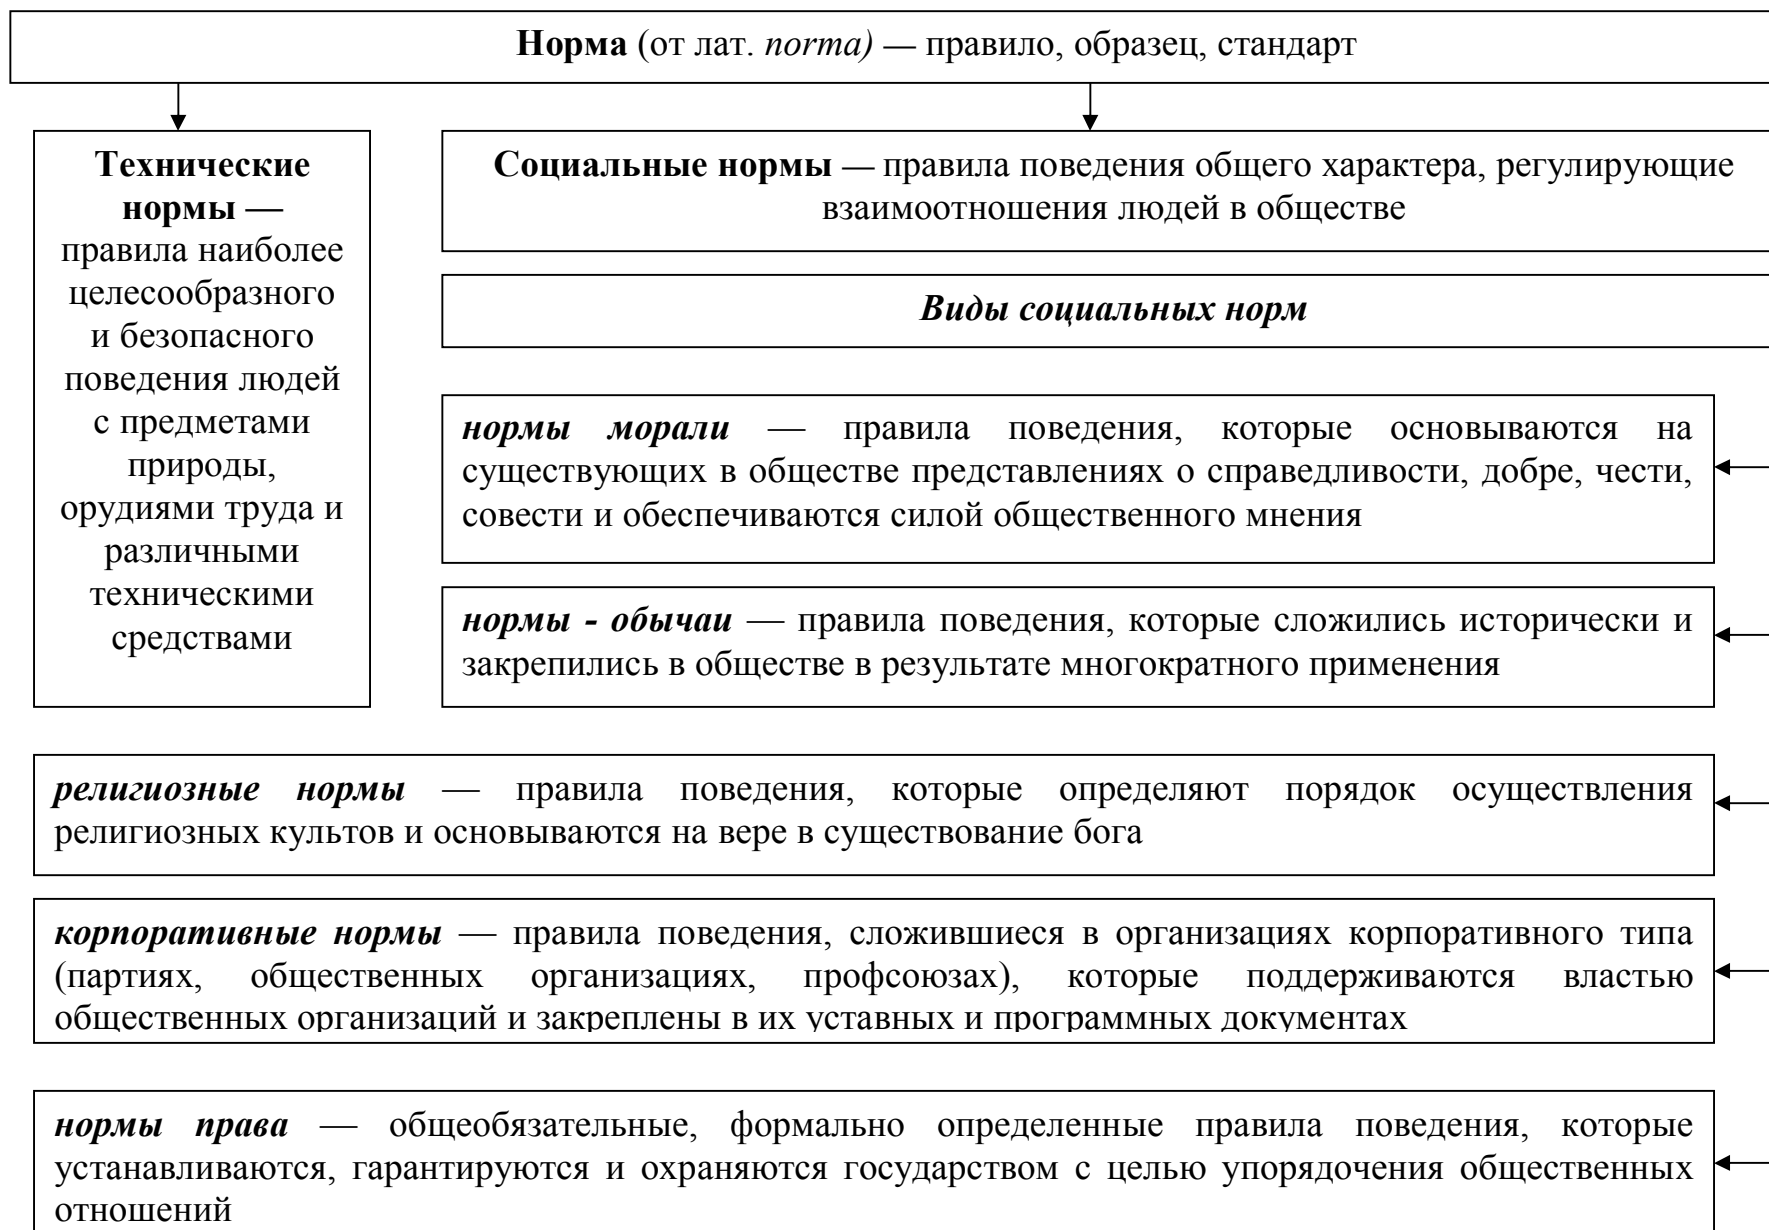 Норма (от лат. norma) — правило, образец, стандарт
Технические
нормы —
правила наиболее
целесообразного
и безопасного
поведения людей
с предметами
природы,
орудиями труда и
различными
техническими
средствами
Социальные нормы — правила поведения общего характера, регулирующие
взаимоотношения людей в обществе
Виды социальных норм
нормы морали — правила поведения, которые основываются на
существующих в обществе представлениях о справедливости, добре, чести,
совести и обеспечиваются силой общественного мнения
нормы - обычаи — правила поведения, которые сложились исторически и
закрепились в обществе в результате многократного применения
религиозные нормы — правила поведения, которые определяют порядок осуществления
религиозных культов и основываются на вере в существование бога
корпоративные нормы — правила поведения, сложившиеся в организациях корпоративного типа
(партиях, общественных организациях, профсоюзах), которые поддерживаются властью
общественных организаций и закреплены в их уставных и программных документах
нормы права — общеобязательные, формально определенные правила поведения, которые
устанавливаются, гарантируются и охраняются государством с целью упорядочения общественных
отношений